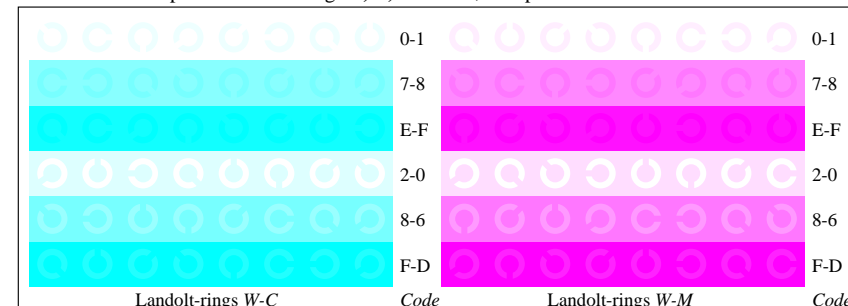 0-1 0-1
7-8 7-8
E-F E-F
2-0 2-0
8-6 8-6
F-D F-D
Landolt-rings W-C Code Landolt-rings W-M Code